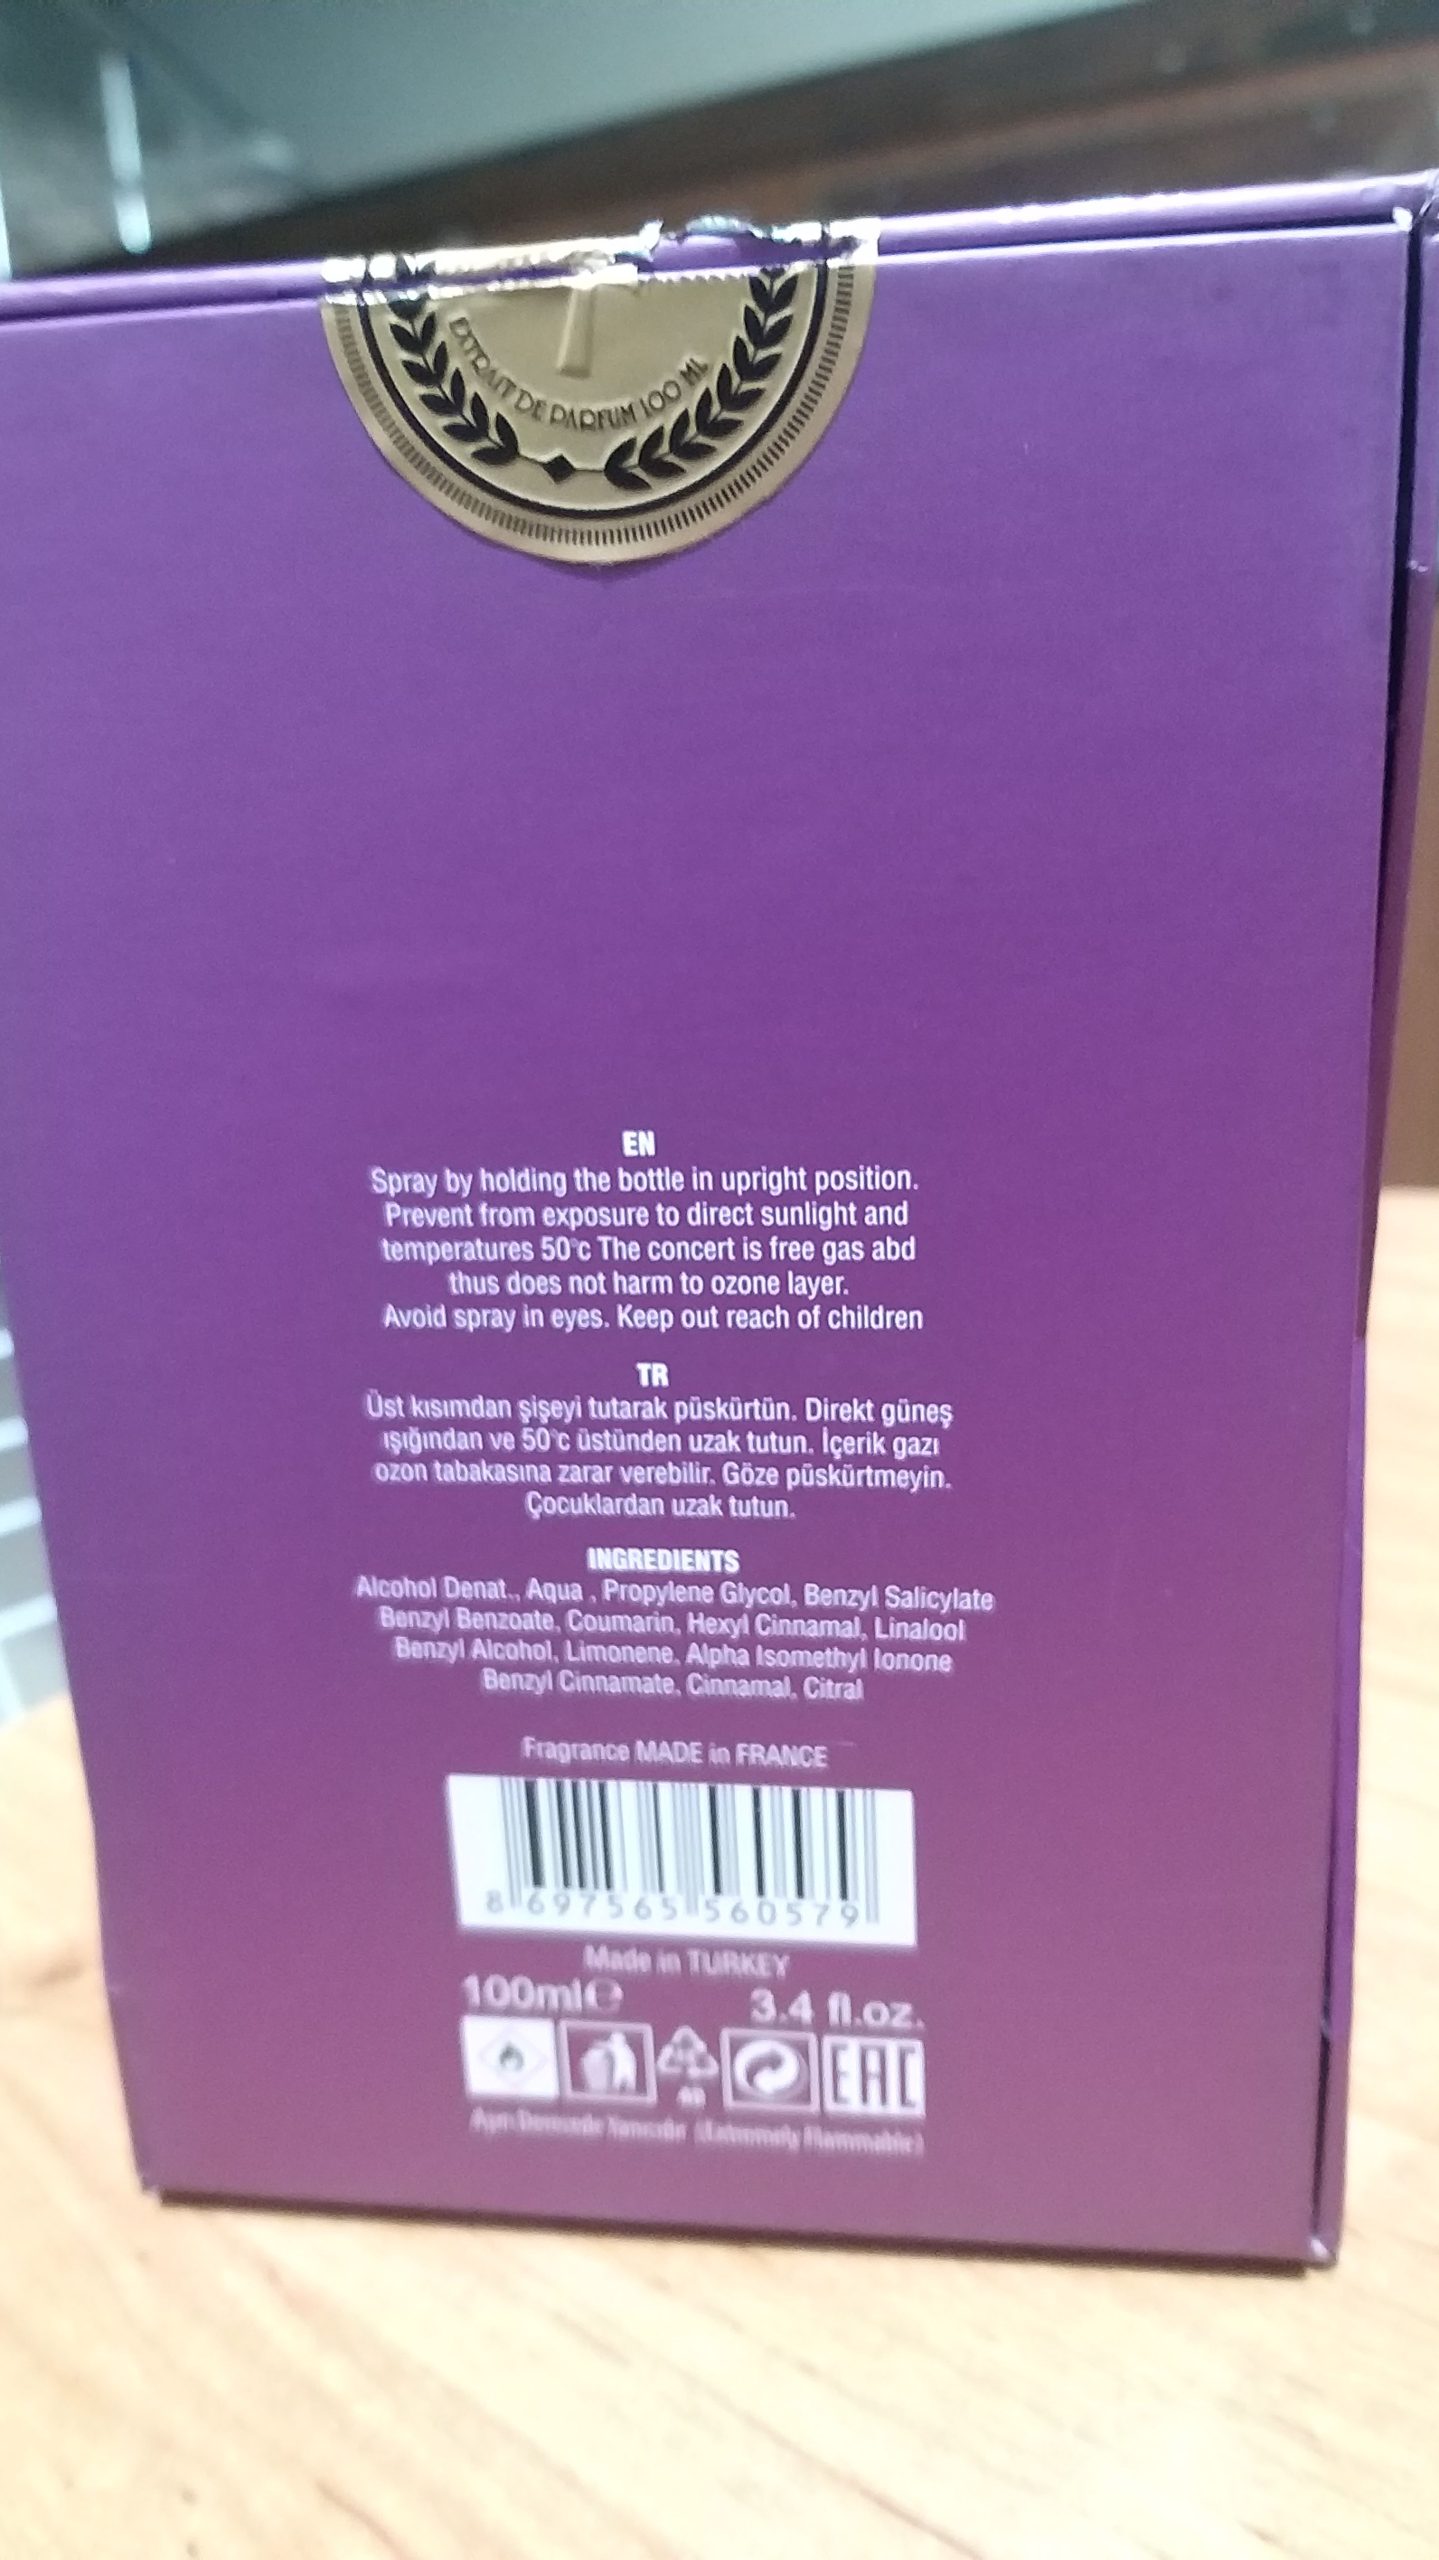 EXTRAIT DE PARFUM 100 ML
EN
Spray by holding the bottle in upright position.
Prevent from exposure to direct sunlight and
temperatures 50°c The concert is free gas abd
thus does not harm to ozone layer.
Avoid spray in eyes. Keep out reach of children
TR
Üst kısımdan şişeyi tutarak püskürtün. Direkt güneş
ışığından ve 50°c üstünden uzak tutun. İçerik gazı
ozon tabakasına zarar verebilir. Göze püskürtmeyin.
Çocuklardan uzak tutun.
INGREDIENTS
Alcohol Denat., Aqua , Propylene Glycol, Benzyl Salicylate
Benzyl Benzoate, Coumarin, Hexyl Cinnamal, Linalool
Benzyl Alcohol, Limonene, Alpha Isomethyl Ionone
Benzyl Cinnamate, Cinnamal, Citral
Fragrance MADE in FRANCE
8 697565 560579
Made in TURKEY
100ml e 3.4 fl.oz.
EAC
(Extremely Flammable)